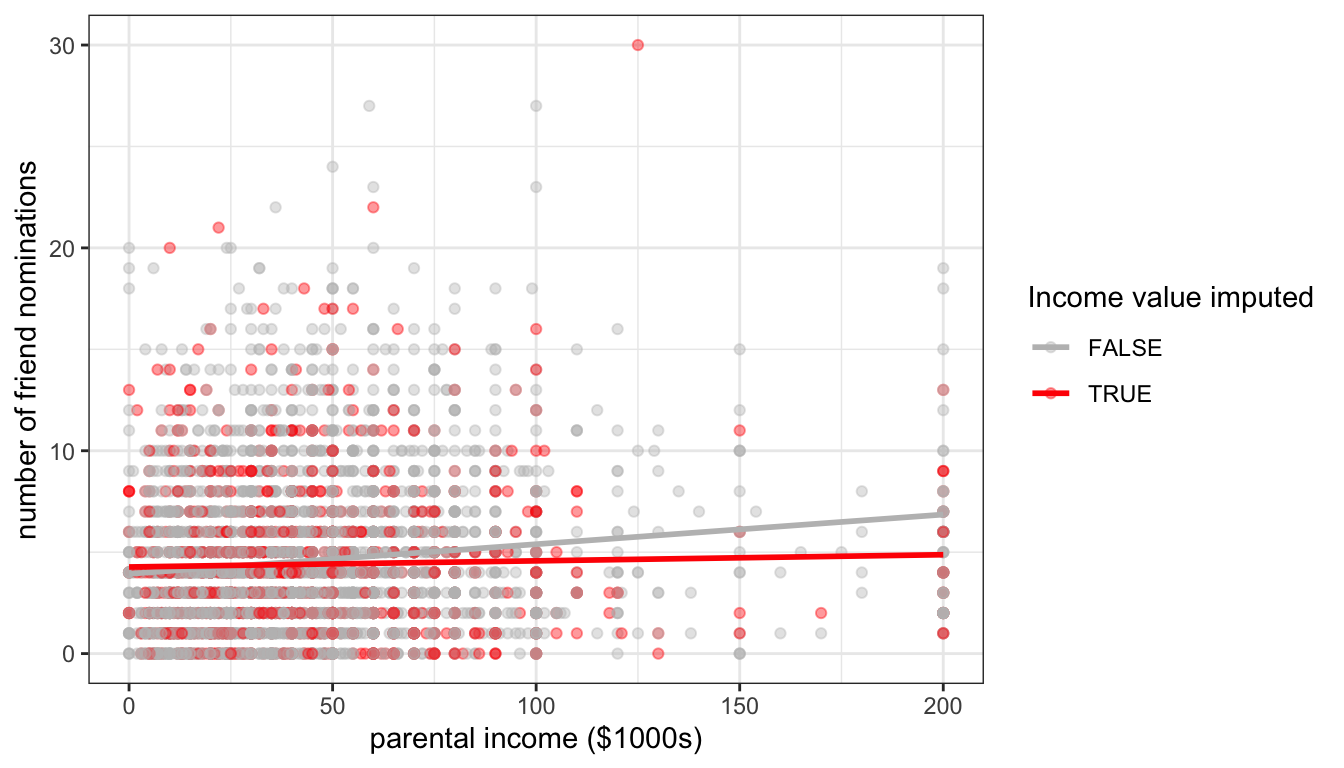 30
20
10
0
0 50 100 150 200
parental income ($1000s)
number of friend nominations
Income value imputed
FALSE
TRUE